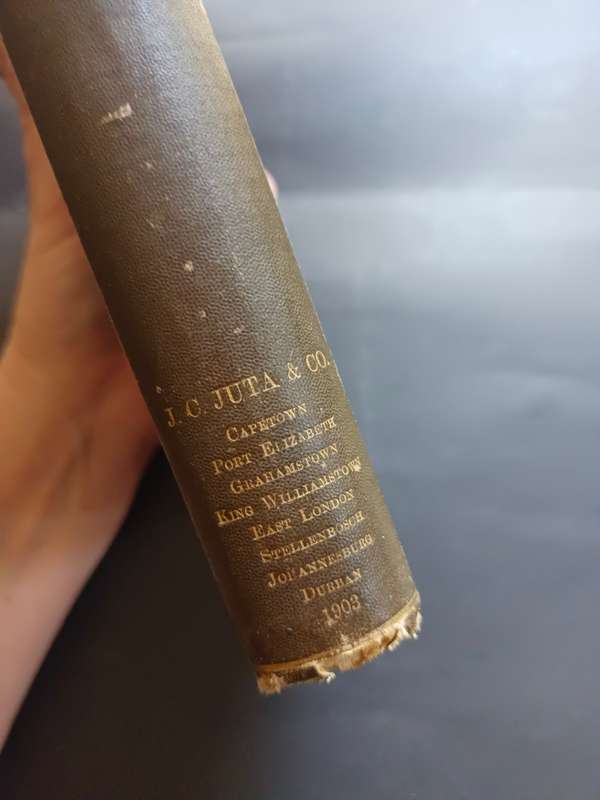 J. C. JUTA & CO.
CAPETOWN
PORT ELIZABETH
GRAHAMSTOWN
KING WILLIAMSTOWN
EAST LONDON
STELLENBOSCH
JOHANNESBURG
DURBAN
1903